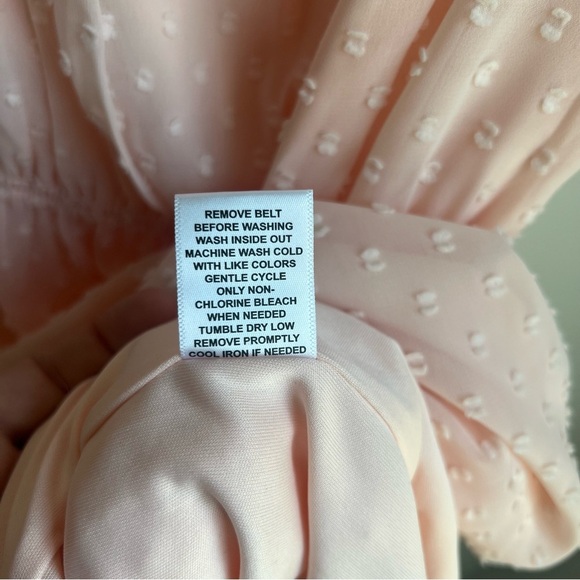 REMOVE BELT
BEFORE WASHING
WASH INSIDE OUT
MACHINE WASH COLD
WITH LIKE COLORS
GENTLE CYCLE
ONLY NON-
CHLORINE BLEACH
WHEN NEEDED
TUMBLE DRY LOW
REMOVE PROMPTLY
COOL IRON IF NEEDED